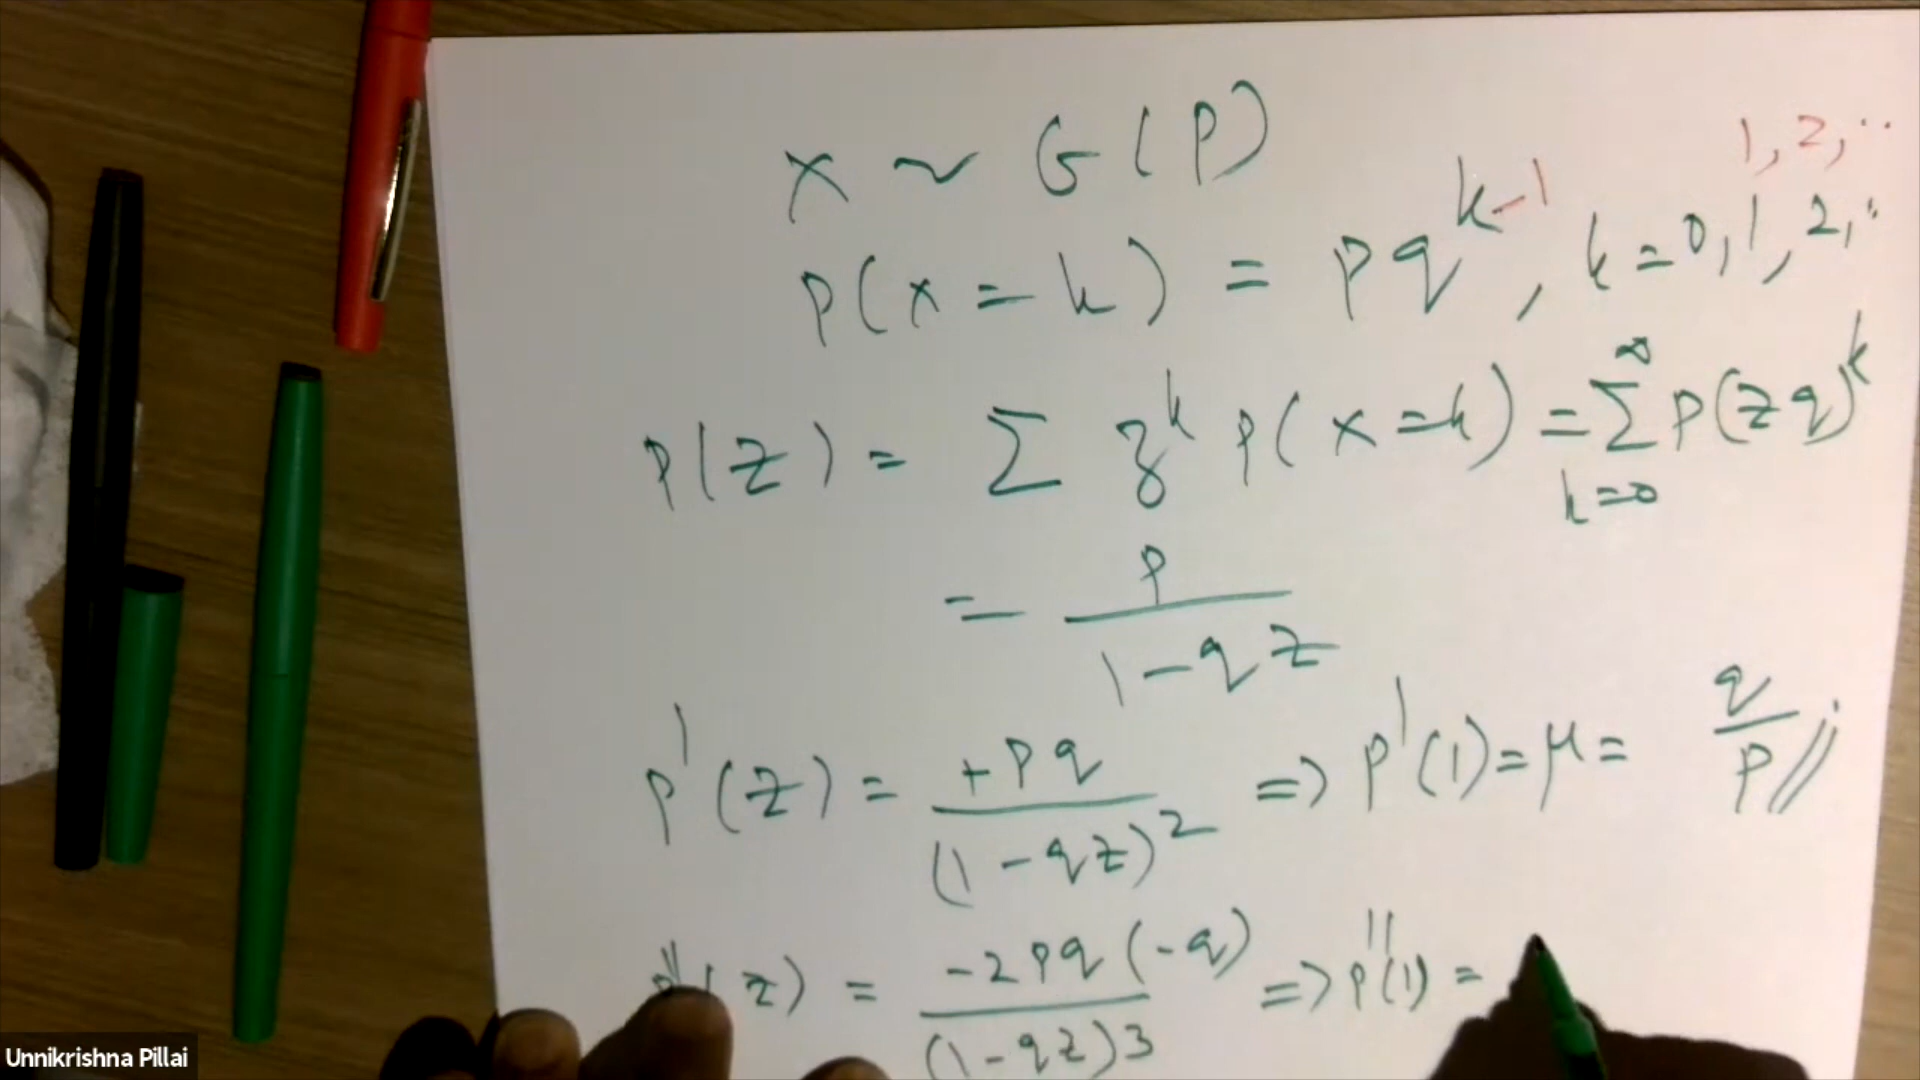 x ~ G(p)
1, 2, ..
P(x = k) = p q^{k-1}, k = 0, 1, 2, ..
P(z) = Σ z^k P(x = k) = Σ_{k=0}^{∞} p(zq)^k
= p / (1 - qz)
P'(z) = +pq / (1 - qz)^2 => P'(1) = μ = q/p //;
P''(z) = -2pq(-q) / (1 - qz)^3 => P''(1) =
Unnikrishna Pillai